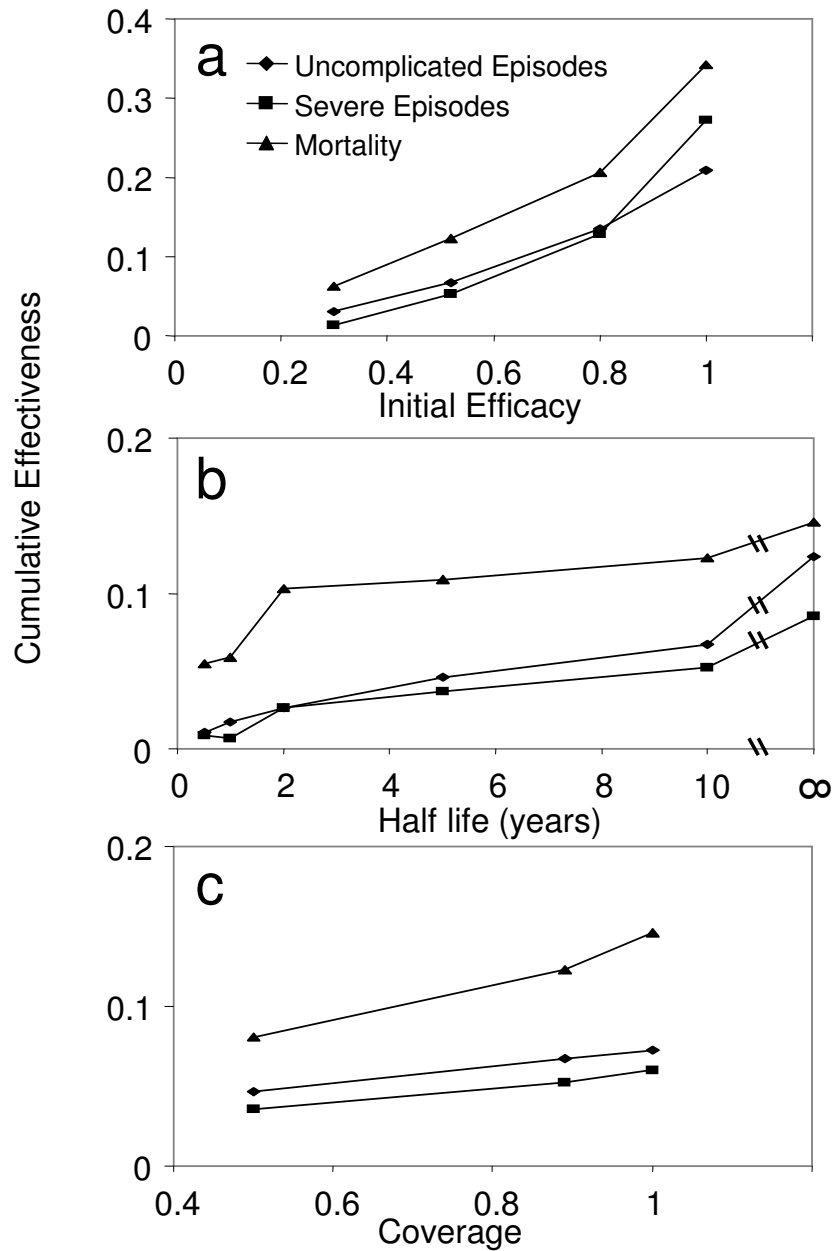 Cumulative Effectiveness
0.4
0.3
0.2
0.1
0
a
Uncomplicated Episodes
Severe Episodes
Mortality
0 0.2 0.4 0.6 0.8 1
Initial Efficacy
0.2
0.1
0
b
0 2 4 6 8 10 ∞
Half life (years)
0.2
0.1
0
c
0.4 0.6 0.8 1
Coverage